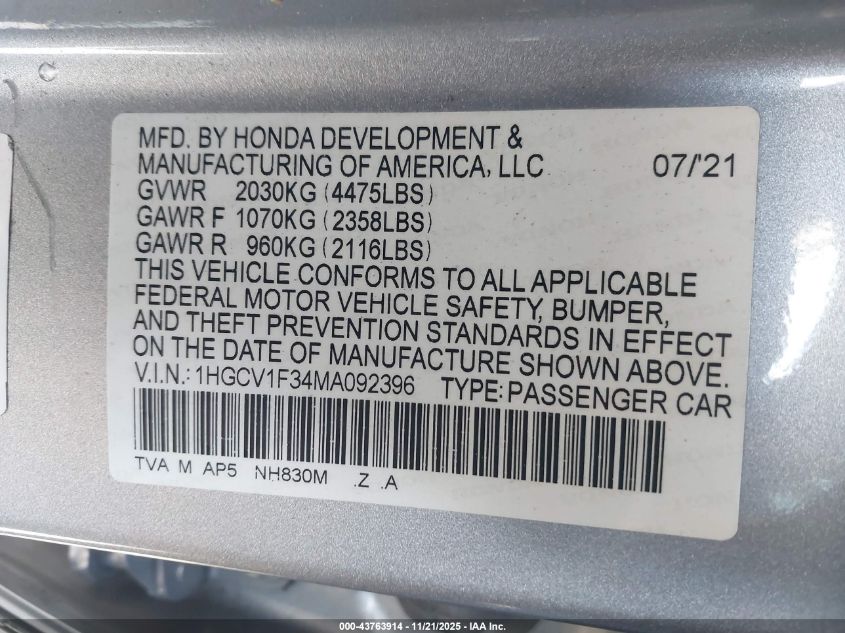 MFD. BY HONDA DEVELOPMENT &
MANUFACTURING OF AMERICA, LLC 07/'21
GVWR 2030KG (4475LBS)
GAWR F 1070KG (2358LBS)
GAWR R 960KG (2116LBS)
THIS VEHICLE CONFORMS TO ALL APPLICABLE
FEDERAL MOTOR VEHICLE SAFETY, BUMPER,
AND THEFT PREVENTION STANDARDS IN EFFECT
ON THE DATE OF MANUFACTURE SHOWN ABOVE.
V.I.N.: 1HGCV1F34MA092396 TYPE: PASSENGER CAR
TVA M AP5 NH830M .Z .A
000-43763914 - 11/21/2025 - IAA Inc.